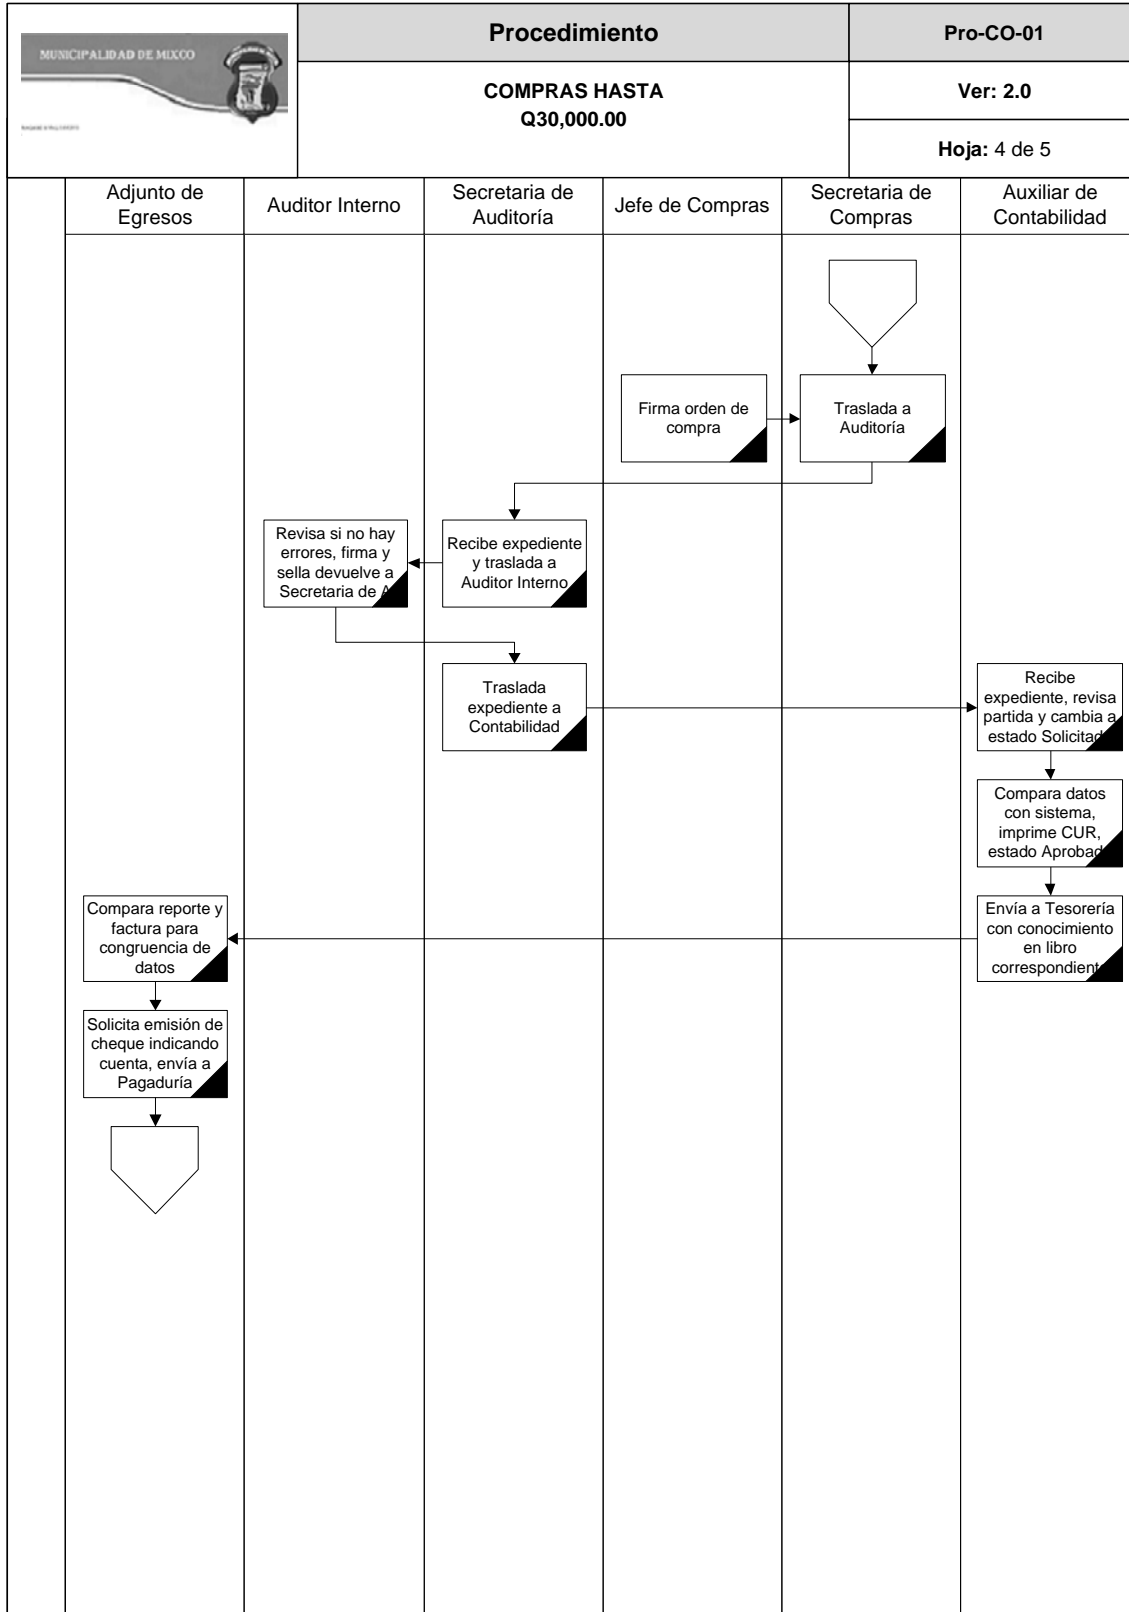 MUNICIPALIDAD DE MIXCO
Procedimiento
Pro-CO-01
COMPRAS HASTA
Q30,000.00
Ver: 2.0
Hoja: 4 de 5
Adjunto de
Egresos
Auditor Interno
Secretaria de
Auditoría
Jefe de Compras
Secretaria de
Compras
Auxiliar de
Contabilidad
Firma orden de
compra
Traslada a
Auditoría
Revisa si no hay
errores, firma y
sella devuelve a
Secretaria de A
Recibe expediente
y traslada a
Auditor Interno
Traslada
expediente a
Contabilidad
Recibe
expediente, revisa
partida y cambia a
estado Solicitad
Compara datos
con sistema,
imprime CUR,
estado Aprobad
Envía a Tesorería
con conocimiento
en libro
correspondient
Compara reporte y
factura para
congruencia de
datos
Solicita emisión de
cheque indicando
cuenta, envía a
Pagaduría